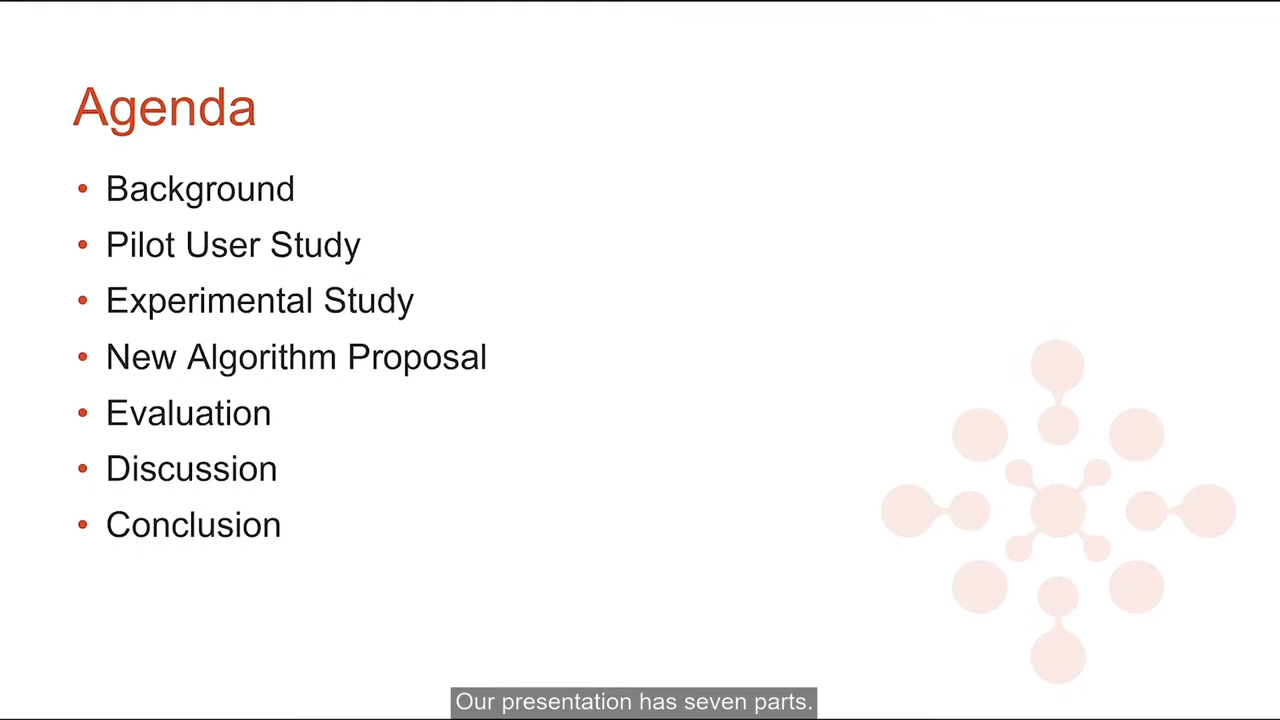 Agenda
• Background
• Pilot User Study
• Experimental Study
• New Algorithm Proposal
• Evaluation
• Discussion
• Conclusion
Our presentation has seven parts.